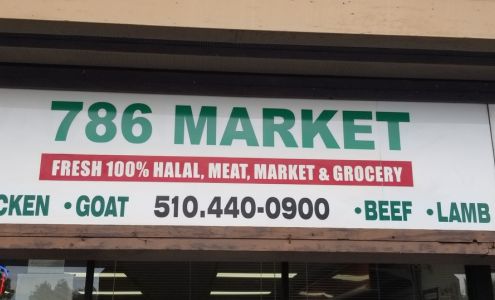 786 MARKET
FRESH 100% HALAL, MEAT, MARKET & GROCERY
CKEN • GOAT 510.440-0900 • BEEF • LAMB